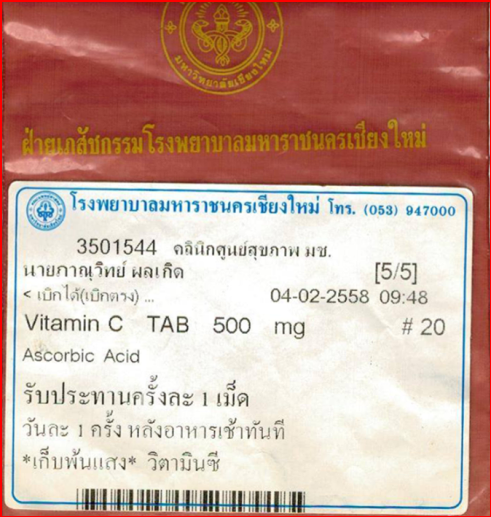 มหาวิทยาลัยเชียงใหม่
ฝ่ายเภสัชกรรมโรงพยาบาลมหาราชนครเชียงใหม่
โรงพยาบาลมหาราชนครเชียงใหม่ โทร. (053) 947000
3501544 คลินิกศูนย์สุขภาพ มช.
นายภาณุวิทย์ ผลเกิด [5/5]
< เบิกได้(เบิกตรง) ... 04-02-2558 09:48
Vitamin C TAB 500 mg # 20
Ascorbic Acid
รับประทานครั้งละ 1 เม็ด
วันละ 1 ครั้ง หลังอาหารเช้าทันที
*เก็บพ้นแสง* วิตามินซี